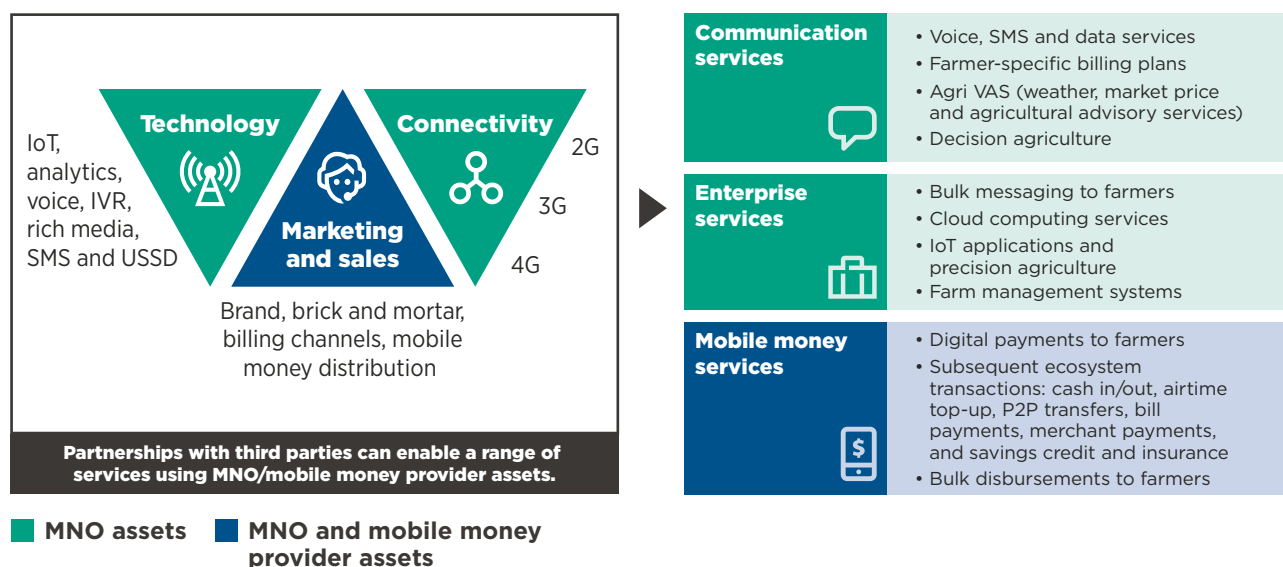 Technology
Connectivity
Marketing
and sales
IoT,
analytics,
voice, IVR,
rich media,
SMS and USSD
2G
3G
4G
Brand, brick and mortar,
billing channels, mobile
money distribution
Partnerships with third parties can enable a range of
services using MNO/mobile money provider assets.
MNO assets
MNO and mobile money
provider assets
Communication
services
• Voice, SMS and data services
• Farmer-specific billing plans
• Agri VAS (weather, market price
and agricultural advisory services)
• Decision agriculture
Enterprise
services
• Bulk messaging to farmers
• Cloud computing services
• IoT applications and
precision agriculture
• Farm management systems
Mobile money
services
$
• Digital payments to farmers
• Subsequent ecosystem
transactions: cash in/out, airtime
top-up, P2P transfers, bill
payments, merchant payments,
and savings credit and insurance
• Bulk disbursements to farmers